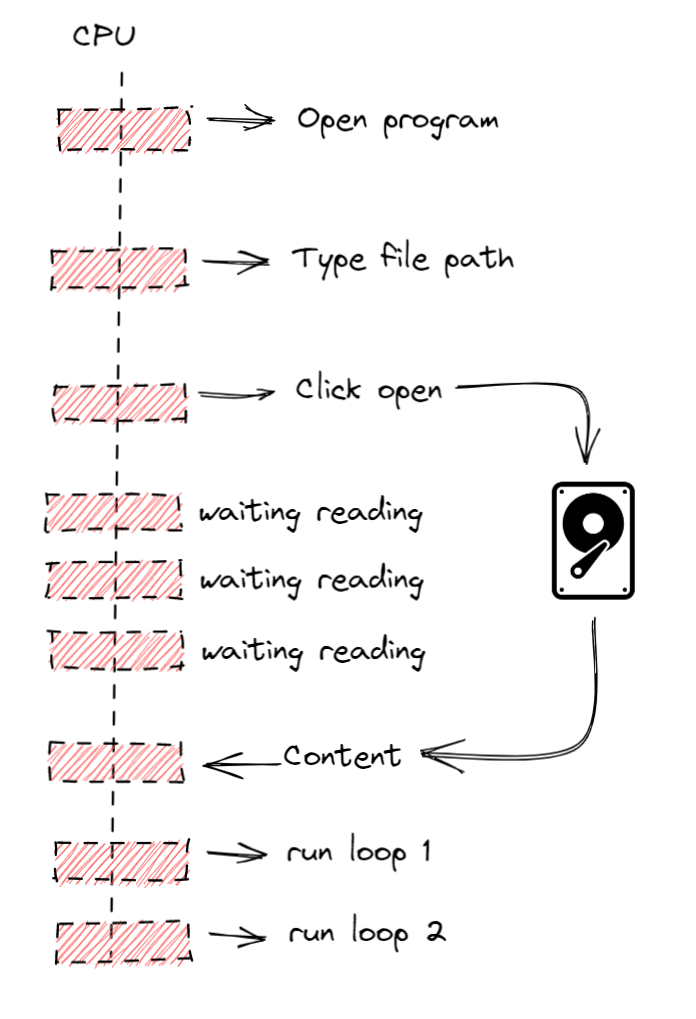 CPU
Open program
Type file path
Click open
waiting reading
waiting reading
waiting reading
Content
run loop 1
run loop 2